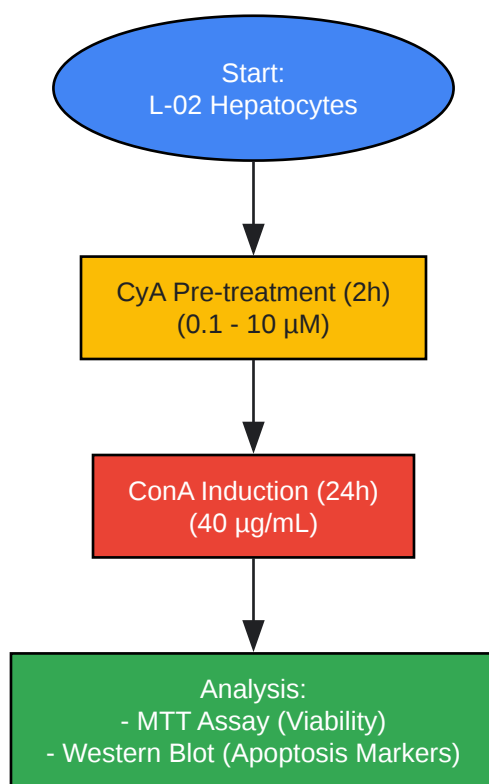 Start:
L-02 Hepatocytes
CyA Pre-treatment (2h)
(0.1 - 10 µM)
ConA Induction (24h)
(40 µg/mL)
Analysis:
- MTT Assay (Viability)
- Western Blot (Apoptosis Markers)